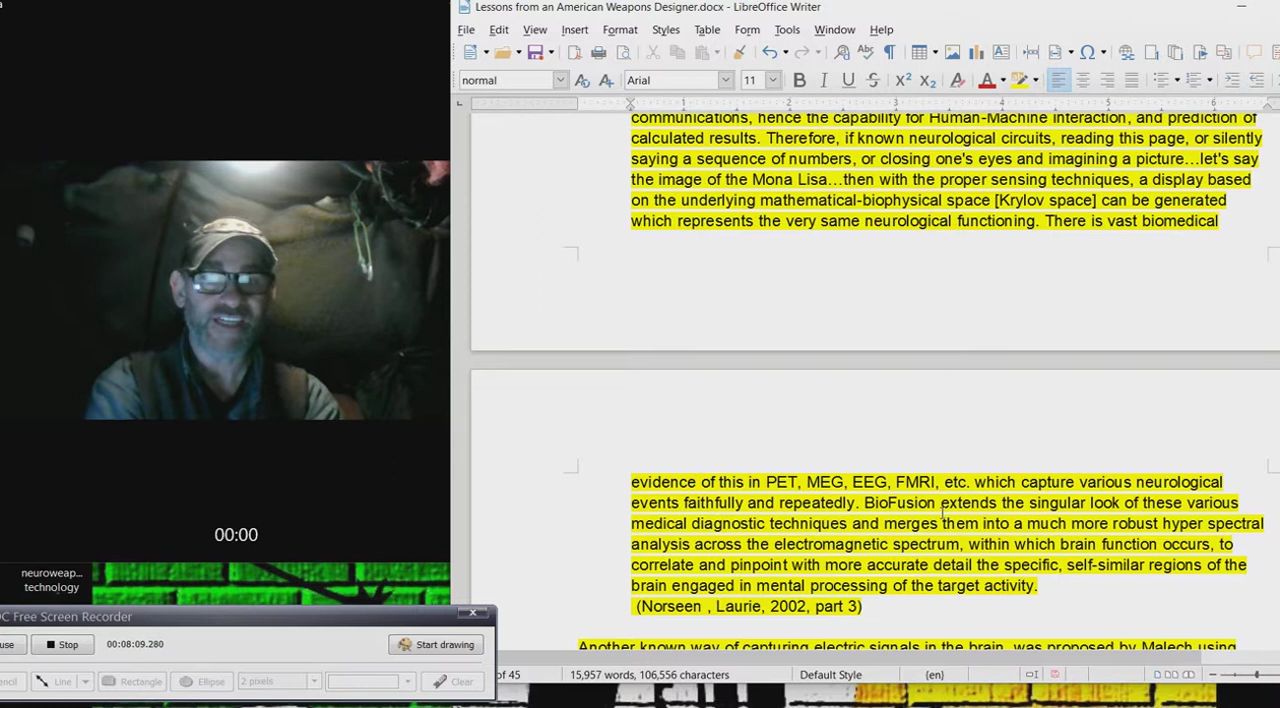 Lessons from an American Weapons Designer.docx - LibreOffice Writer
File Edit View Insert Format Styles Table Form Tools Window Help
normal Arial 11
1 2 3 4 5 6
communications, hence the capability for Human-Machine Interaction, and prediction of
calculated results. Therefore, if known neurological circuits, reading this page, or silently
saying a sequence of numbers, or closing one's eyes and imagining a picture…let's say
the image of the Mona Lisa…then with the proper sensing techniques, a display based
on the underlying mathematical-biophysical space [Krylov space] can be generated
which represents the very same neurological functioning. There is vast biomedical
evidence of this in PET, MEG, EEG, FMRI, etc. which capture various neurological
events faithfully and repeatedly. BioFusion extends the singular look of these various
medical diagnostic techniques and merges them into a much more robust hyper spectral
analysis across the electromagnetic spectrum, within which brain function occurs, to
correlate and pinpoint with more accurate detail the specific, self-similar regions of the
brain engaged in mental processing of the target activity.
(Norseen , Laurie, 2002, part 3)
Another known way of capturing electric signals in the brain, was proposed by Malech using
of 45 15,957 words, 106,556 characters Default Style (en)
00:00
neuroweap...
technology
Free Screen Recorder
Stop 00:08:09.280 Start drawing
Line Rectangle Ellipse 2 pixels Clear